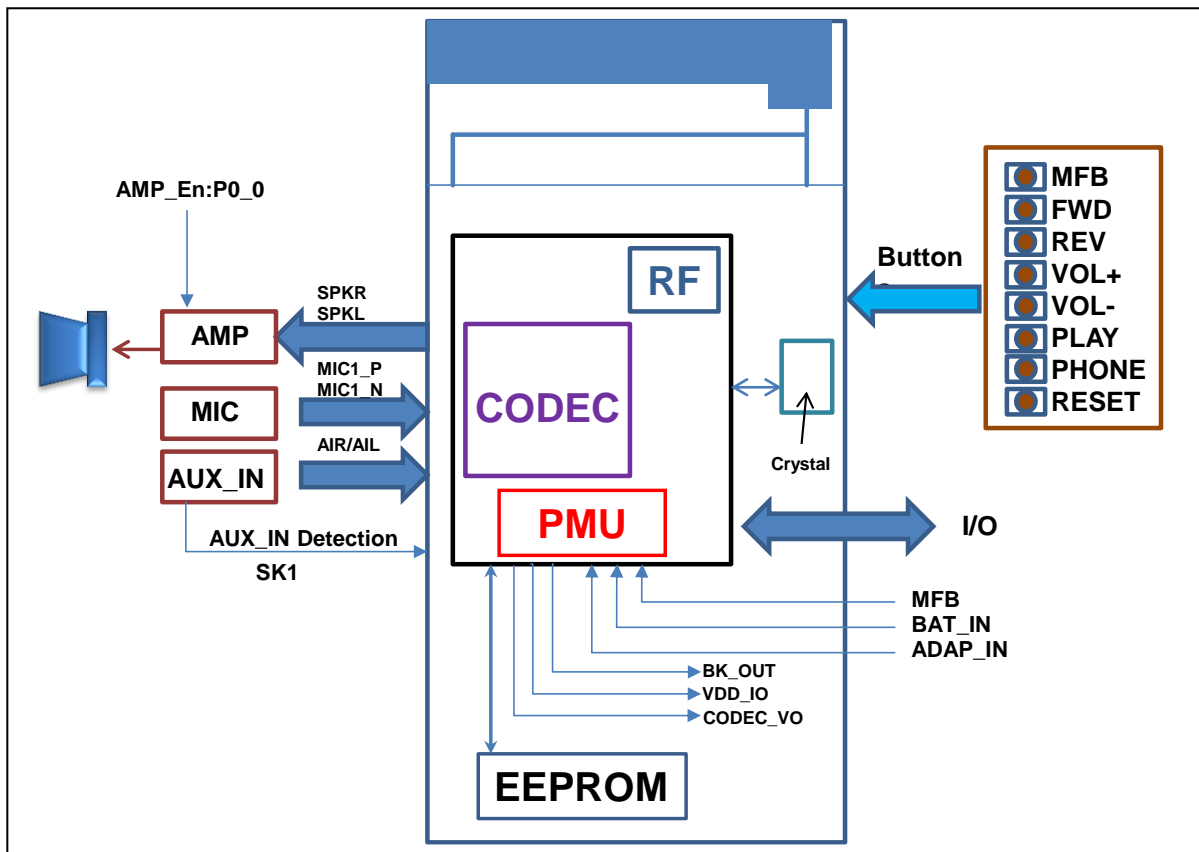 AMP_En:P0_0
SPKR
SPKL
AMP
MIC1_P
MIC1_N
MIC
AIR/AIL
AUX_IN
AUX_IN Detection
SK1
RF
CODEC
PMU
Crystal
Button
MFB
FWD
REV
VOL+
VOL-
PLAY
PHONE
RESET
I/O
MFB
BAT_IN
ADAP_IN
BK_OUT
VDD_IO
CODEC_VO
EEPROM